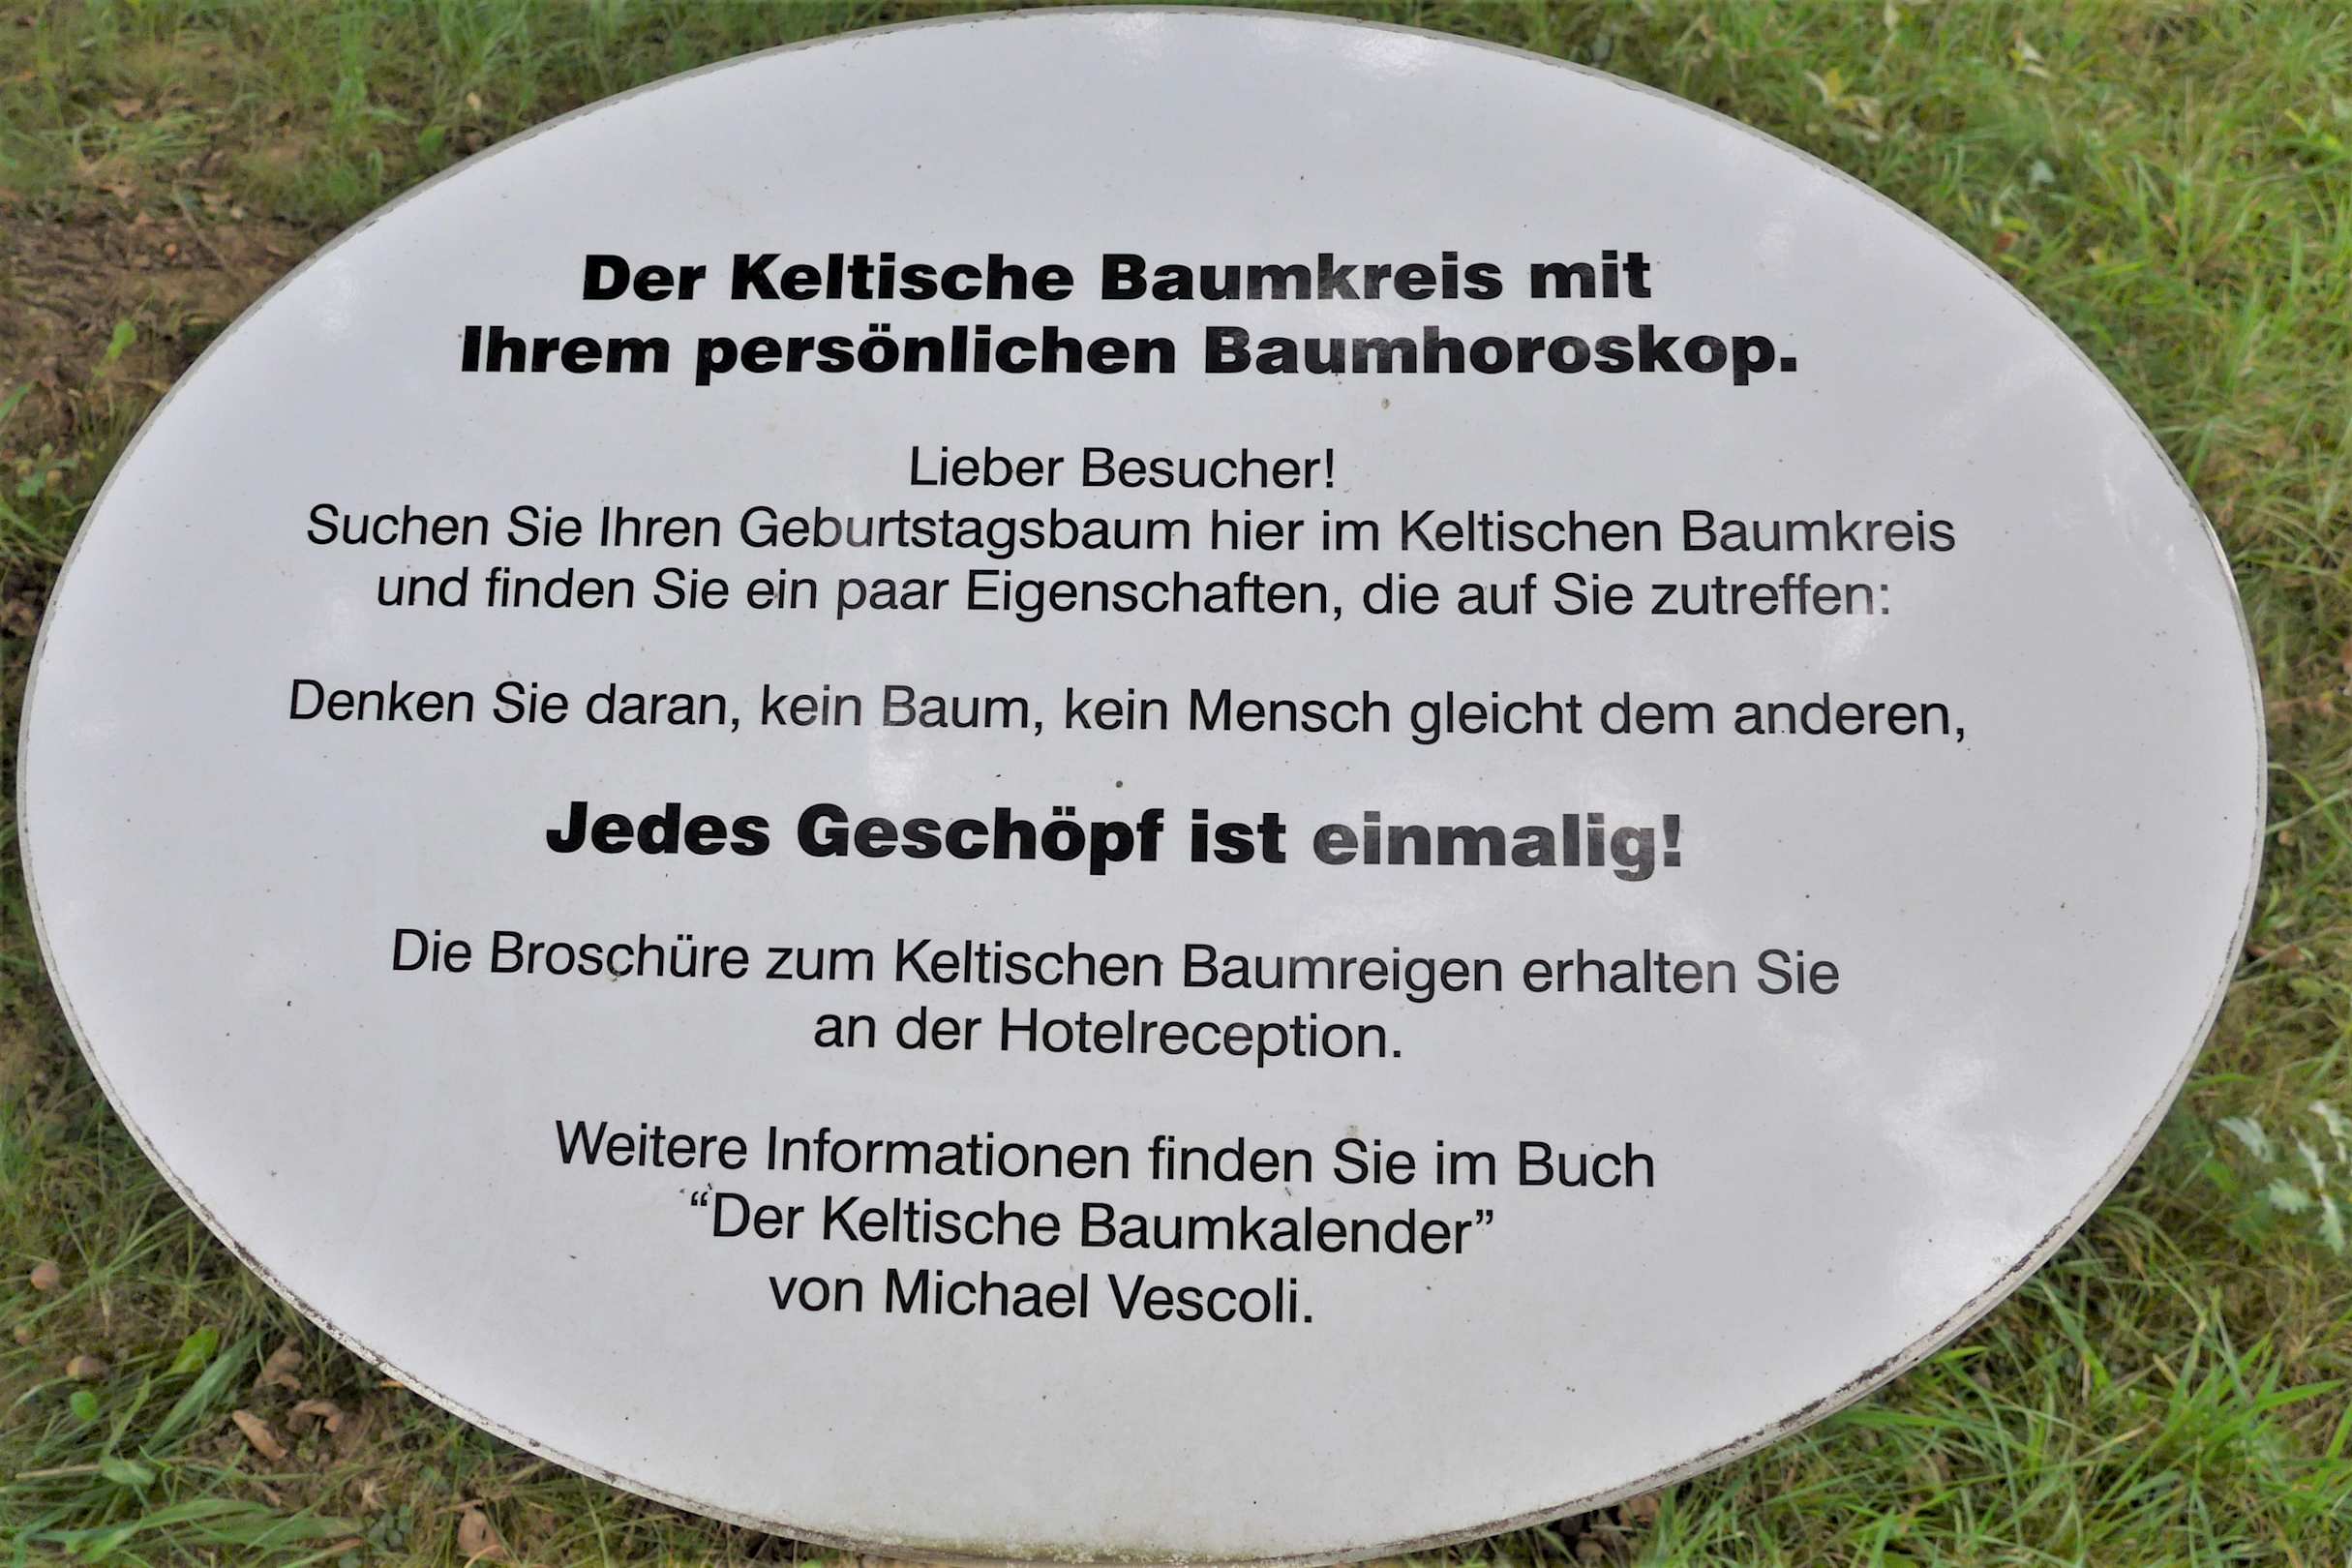 Der Keltische Baumkreis mit
Ihrem persönlichen Baumhoroskop.
Lieber Besucher!
Suchen Sie Ihren Geburtstagsbaum hier im Keltischen Baumkreis
und finden Sie ein paar Eigenschaften, die auf Sie zutreffen:
Denken Sie daran, kein Baum, kein Mensch gleicht dem anderen,
Jedes Geschöpf ist einmalig!
Die Broschüre zum Keltischen Baumreigen erhalten Sie
an der Hotelreception.
Weitere Informationen finden Sie im Buch
“Der Keltische Baumkalender”
von Michael Vescoli.